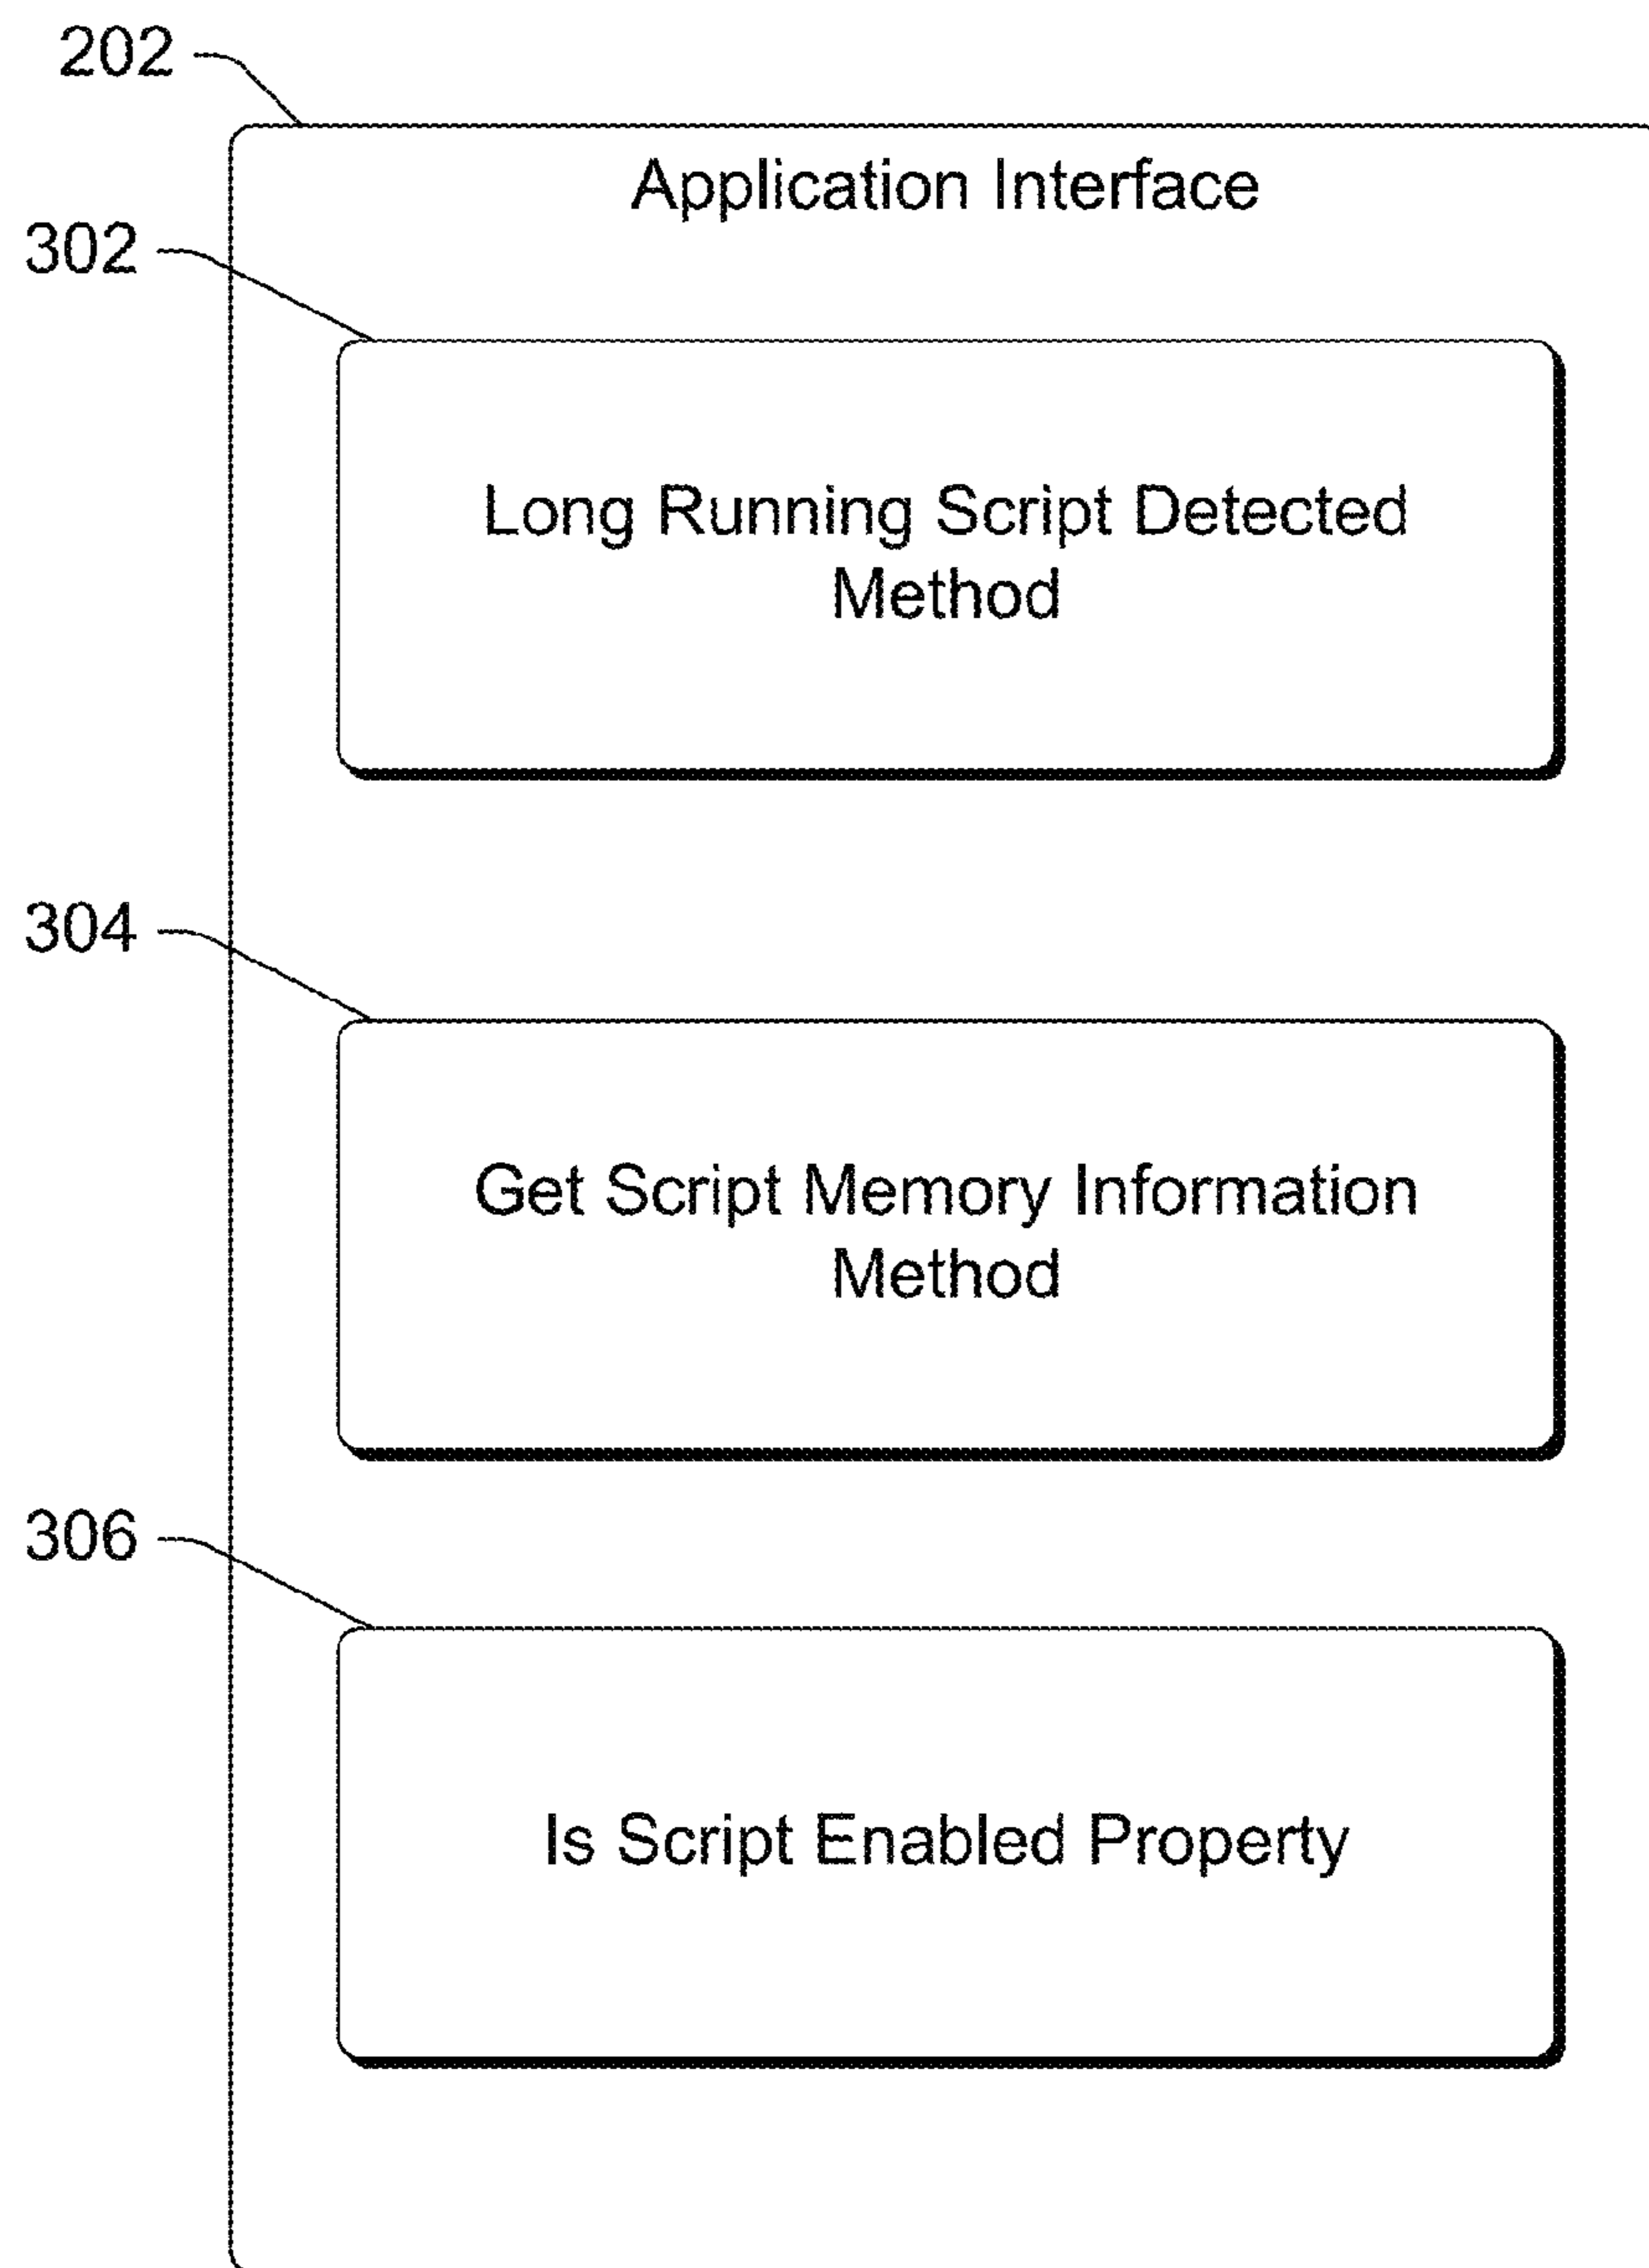 202
Application Interface
302
Long Running Script Detected
Method
304
Get Script Memory Information
Method
306
Is Script Enabled Property